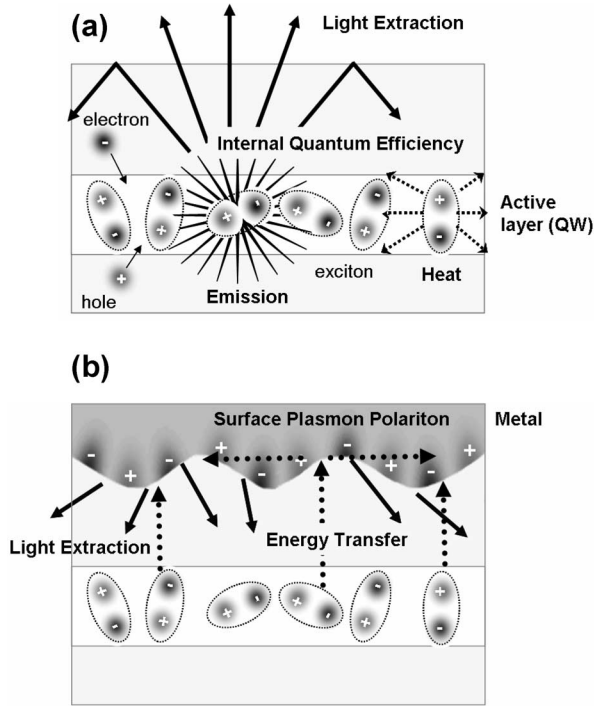 (a)
Light Extraction
electron
-
Internal Quantum Efficiency
+ - + - + - + - + - + -
Active
layer (QW)
+
hole
Emission
exciton
Heat
(b)
Surface Plasmon Polariton
Metal
- + - + - + - + - +
Light Extraction
Energy Transfer
+ - + - + - + - + - + -